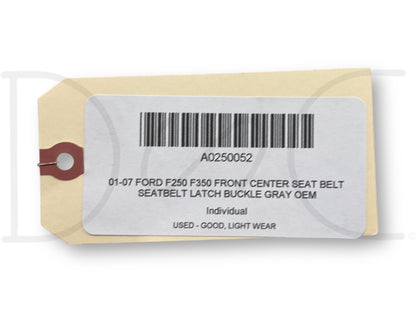 A0250052
01-07 FORD F250 F350 FRONT CENTER SEAT BELT
SEATBELT LATCH BUCKLE GRAY OEM
Individual
USED - GOOD, LIGHT WEAR